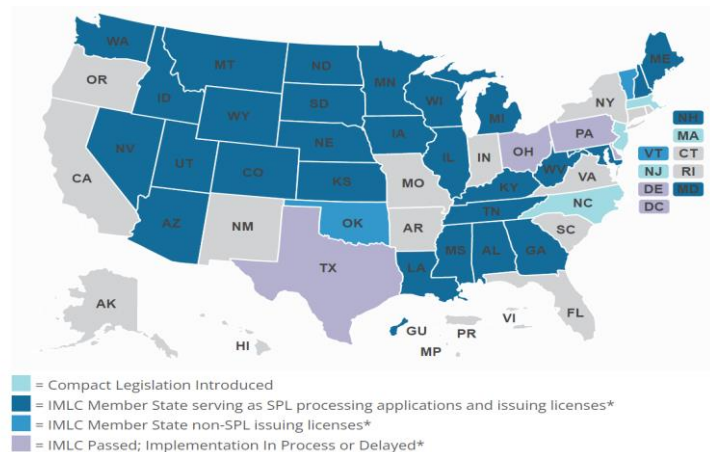 WA
MT
ND
MN
ME
OR
ID
SD
WI
NY
NH
WY
MI
MA
IA
PA
NE
VT
CT
NV
OH
IL
IN
NJ
RI
UT
CO
WV
VA
DE
MD
CA
KS
MO
KY
DC
TN
NC
AZ
OK
NM
AR
SC
MS
AL
GA
TX
LA
AK
FL
GU
VI
PR
HI
MP
= Compact Legislation Introduced
= IMLC Member State serving as SPL processing applications and issuing licenses*
= IMLC Member State non-SPL issuing licenses*
= IMLC Passed; Implementation In Process or Delayed*